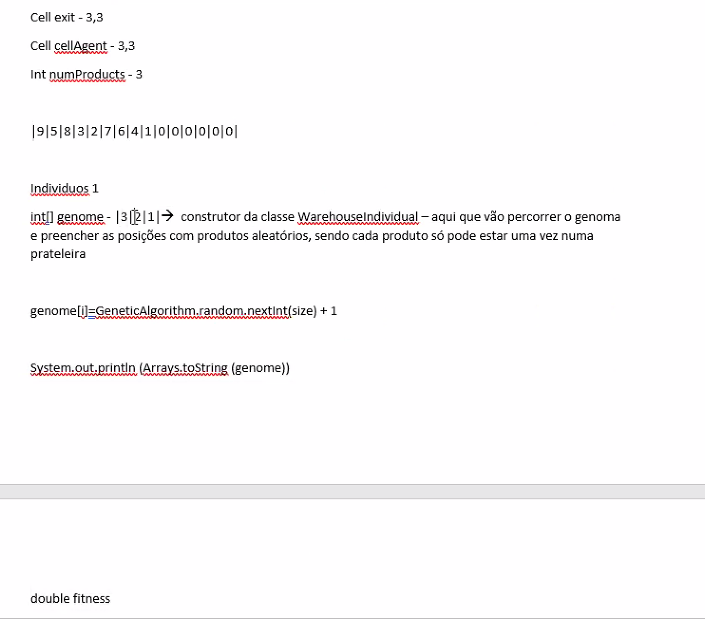 Cell exit - 3,3
Cell cellAgent - 3,3
Int numProducts - 3
|9|5|8|3|2|7|6|4|1|0|0|0|0|0|0|
Individuos 1
int[] genome - |3|2|1|→ construtor da classe WarehouseIndividual – aqui que vão percorrer o genoma
e preencher as posições com produtos aleatórios, sendo cada produto só pode estar uma vez numa
prateleira
genome[i]=GeneticAlgorithm.random.nextInt(size) + 1
System.out.println (Arrays.toString (genome))
double fitness